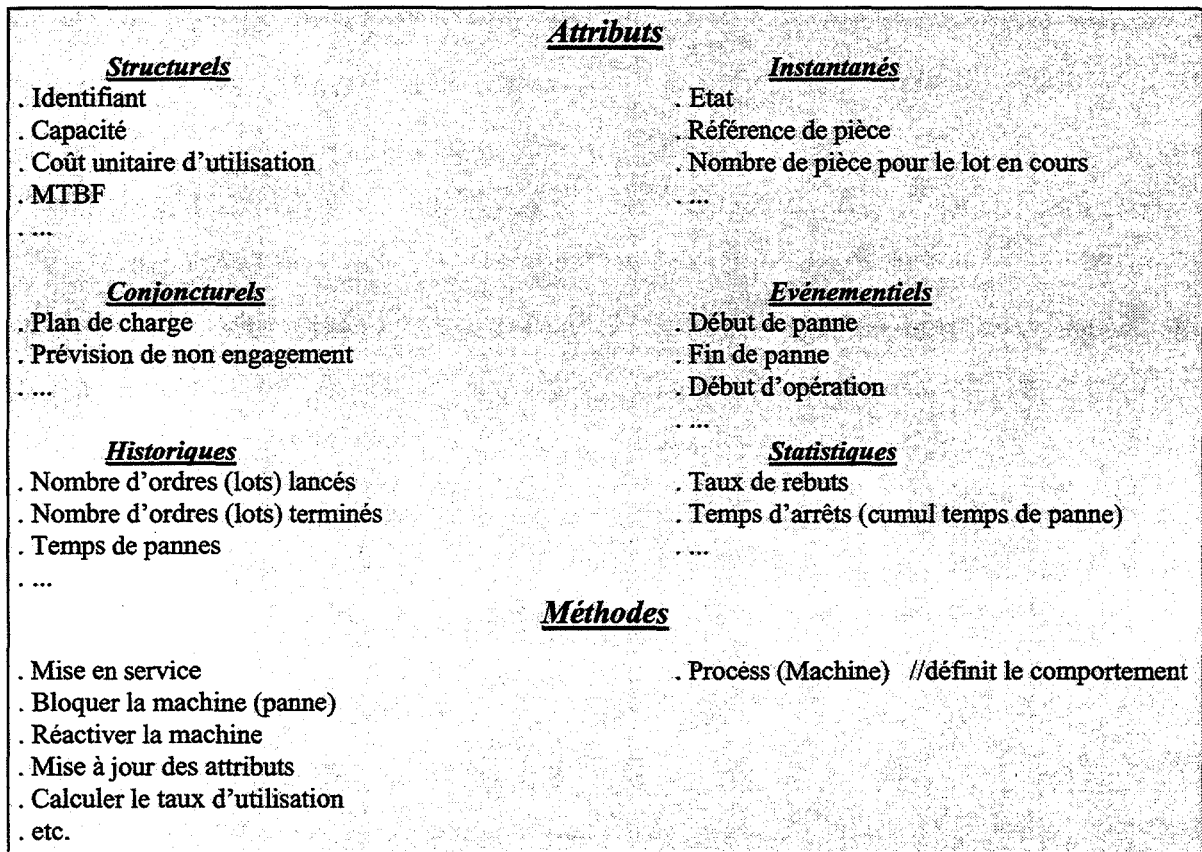 Attributs
Structurels
. Identifiant
. Capacité
. Coût unitaire d'utilisation
. MTBF
. ...
Instantanés
. Etat
. Référence de pièce
. Nombre de pièce pour le lot en cours
. ...
Conjoncturels
. Plan de charge
. Prévision de non engagement
. ...
Evénementiels
. Début de panne
. Fin de panne
. Début d'opération
. ...
Historiques
. Nombre d'ordres (lots) lancés
. Nombre d'ordres (lots) terminés
. Temps de pannes
. ...
Statistiques
. Taux de rebuts
. Temps d'arrêts (cumul temps de panne)
. ...
Méthodes
. Mise en service
. Bloquer la machine (panne)
. Réactiver la machine
. Mise à jour des attributs
. Calculer le taux d'utilisation
. etc.
. Process (Machine) //définit le comportement